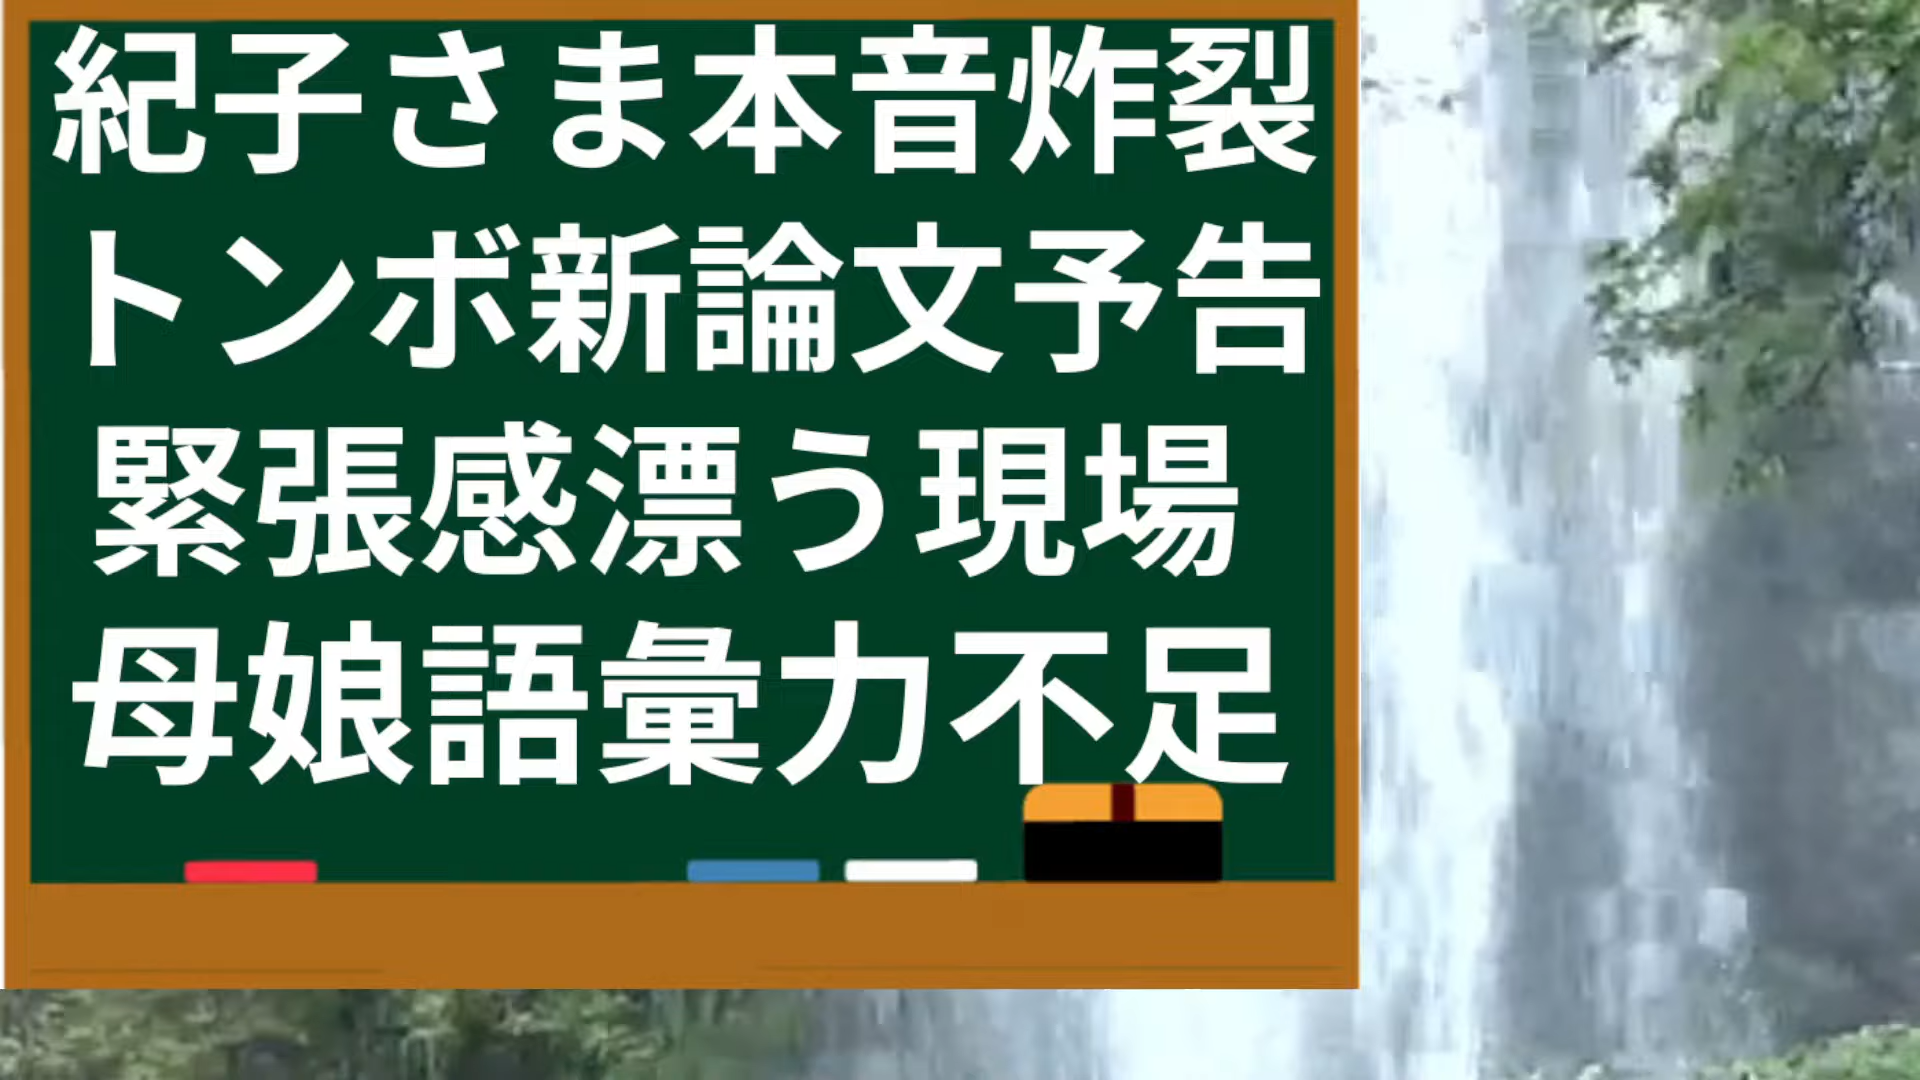 紀子さま本音炸裂
トンボ新論文予告
緊張感漂う現場
母娘語彙力不足